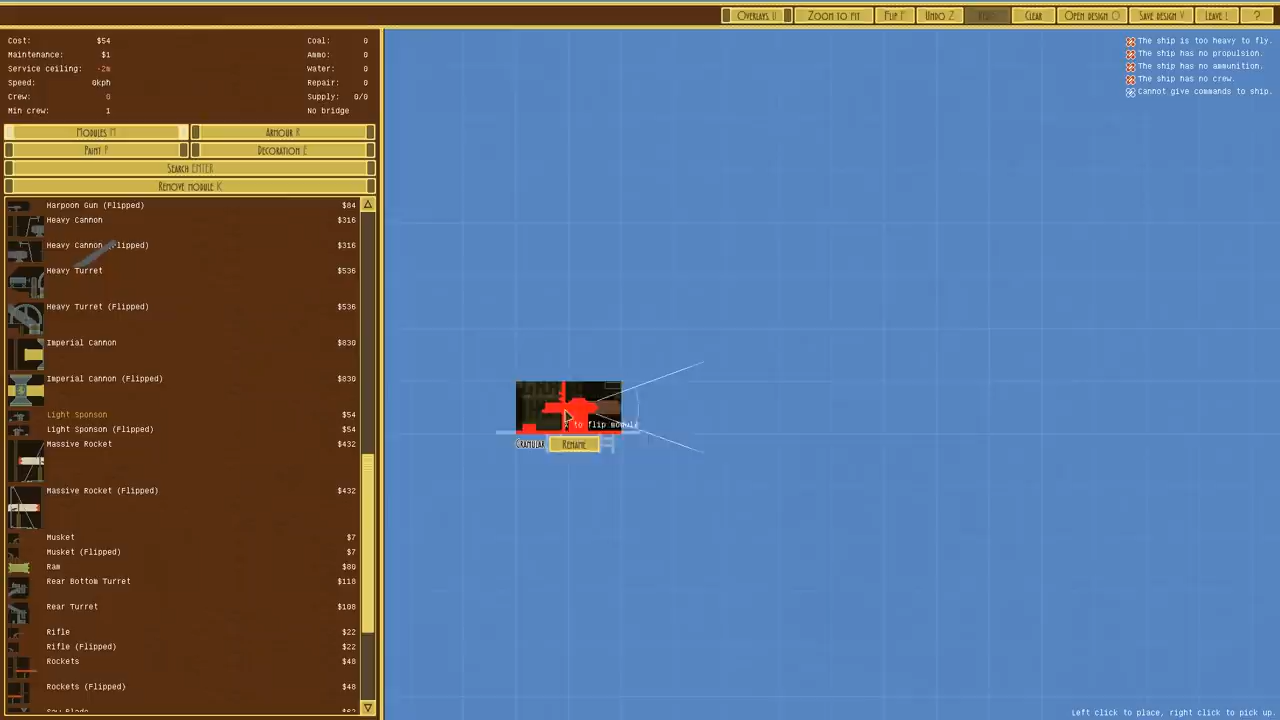 Overlays U
Zoom to fit
Flip F
Undo Z
Clear
Open design O
Save design V
Leave !
?
Cost: $54
Maintenance: $1
Service ceiling: -2m
Speed: 0kph
Crew: 0
Min crew: 1
Coal: 0
Ammo: 0
Water: 0
Repair: 0
Supply: 0/0
No bridge
The ship is too heavy to fly.
The ship has no propulsion.
The ship has no ammunition.
The ship has no crew.
Cannot give commands to ship.
Modules M
Armour R
Paint P
Decoration E
Search ENTER
Remove module K
Harpoon Gun (Flipped) $84
Heavy Cannon $316
Heavy Cannon (Flipped) $316
Heavy Turret $536
Heavy Turret (Flipped) $536
Imperial Cannon $830
Imperial Cannon (Flipped) $830
Light Sponson $54
Light Sponson (Flipped) $54
Massive Rocket $432
Massive Rocket (Flipped) $432
Musket $7
Musket (Flipped) $7
Ram $80
Rear Bottom Turret $118
Rear Turret $108
Rifle $22
Rifle (Flipped) $22
Rockets $48
Rockets (Flipped) $48
to flip module
Rename
Left click to place, right click to pick up.